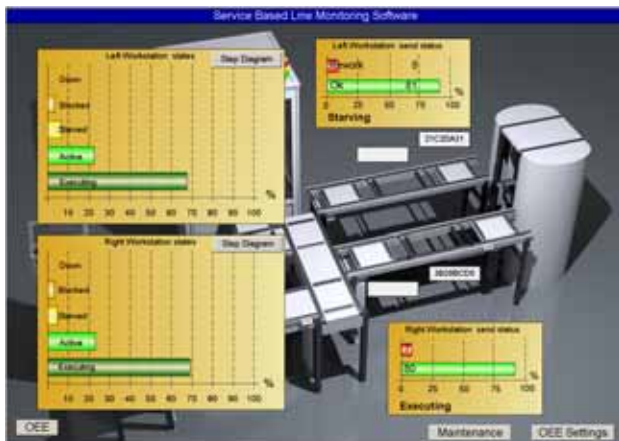 Service Based Line Monitoring Software
Left Workstation states
Step Diagram
Down
Blocked
Starved
Active
Executing
%
10 20 30 40 50 60 70 80 90 100
Left Workstation send status
Rework
Ok
0 25 50 75 100
%
Starving
Right Workstation states
Step Diagram
Down
Blocked
Starved
Active
Executing
%
10 20 30 40 50 60 70 80 90 100
Right Workstation send status
0 25 50 75 100
%
Executing
OEE
Maintenance
OEE Settings